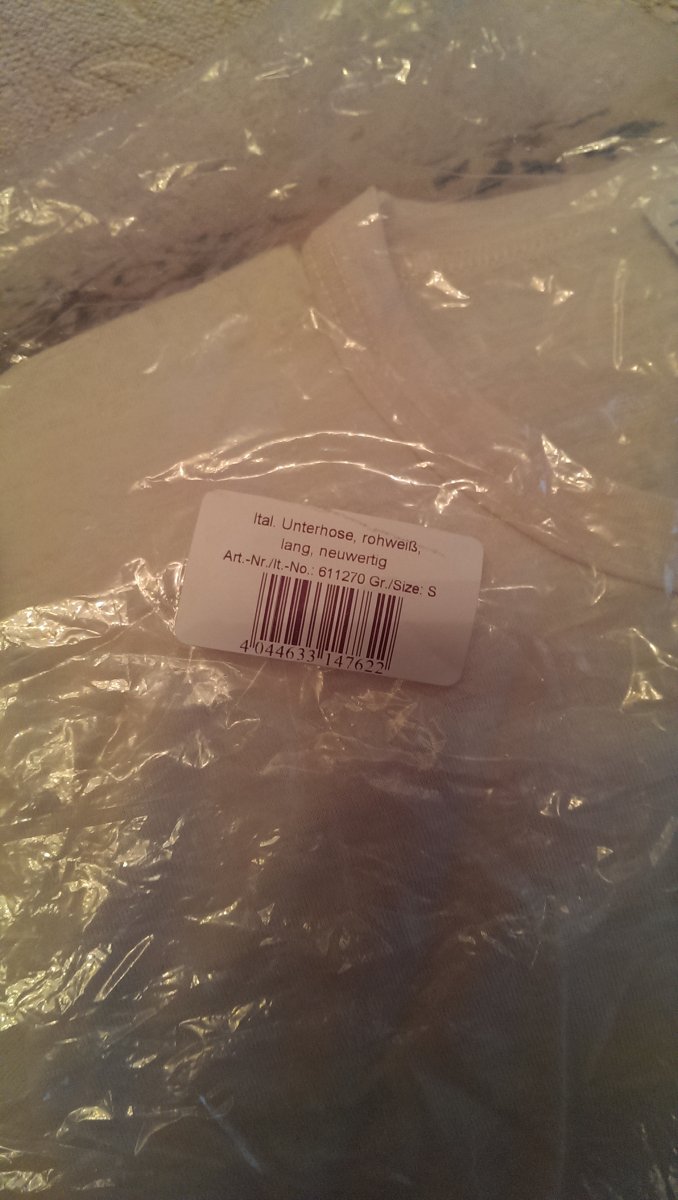 Ital. Unterhose, rohweiß,
lang, neuwertig
Art.-Nr./It.-No.: 611270 Gr./Size: S
4 044633 147622